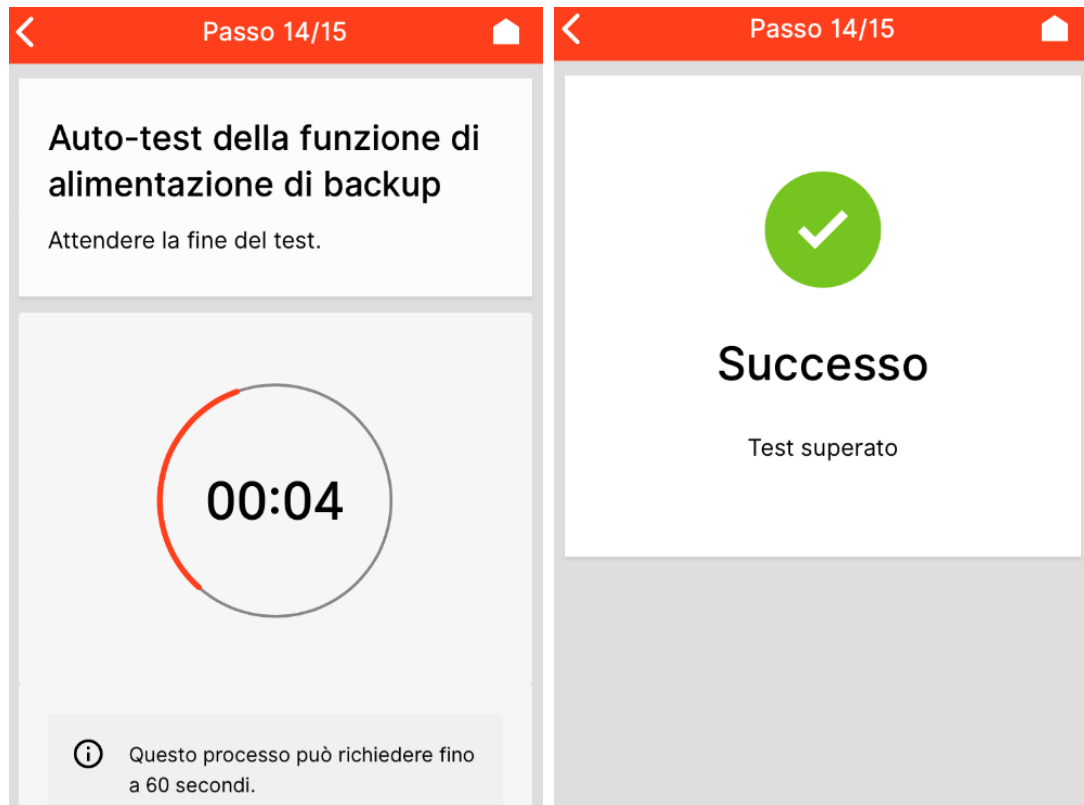 Passo 14/15
Auto-test della funzione di
alimentazione di backup
Attendere la fine del test.
00:04
Questo processo può richiedere fino
a 60 secondi.
Passo 14/15
Successo
Test superato